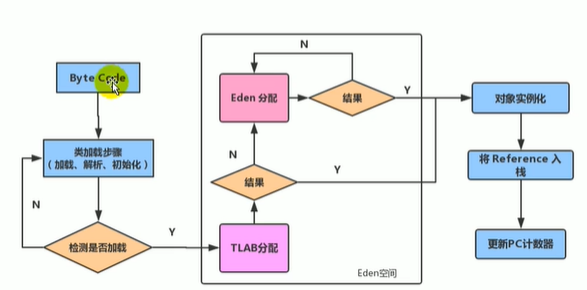 Byte Code
类加载步骤
（加载、解析、初始化）
N
检测是否加载
Y
N
Eden 分配
结果
Y
N
结果
Y
TLAB分配
Eden空间
对象实例化
将 Reference 入
栈
更新PC计数器